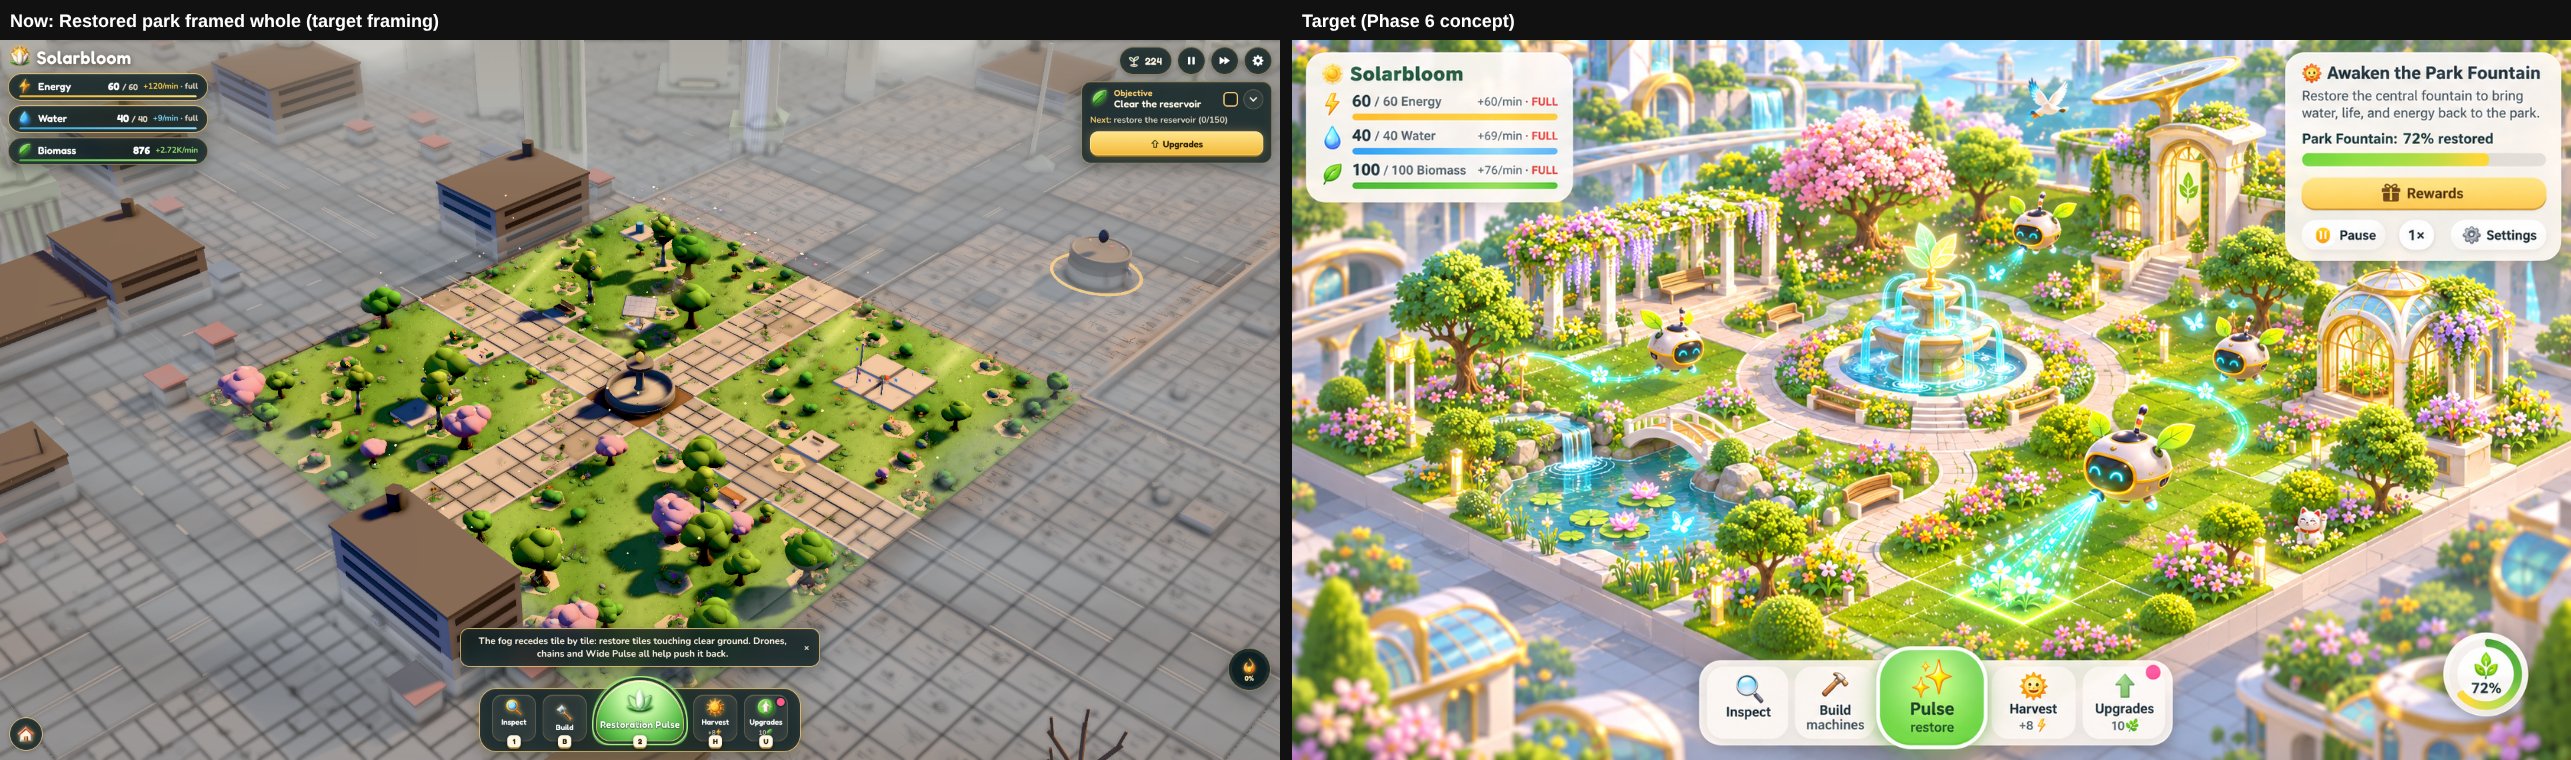 Now: Restored park framed whole (target framing)
Solarbloom
Energy 60 / 60 +120/min · full
Water 40 / 40 +9/min · full
Biomass 876 +2.72K/min
224
Objective
Clear the reservoir
Next: restore the reservoir (0/150)
Upgrades
The fog recedes tile by tile: restore tiles touching clear ground. Drones,
chains and Wide Pulse all help push it back.
×
0%
Inspect
1
Build
B
Restoration Pulse
2
Harvest
+8
H
Upgrades
10
U
Target (Phase 6 concept)
Solarbloom
60 / 60 Energy +60/min · FULL
40 / 40 Water +69/min · FULL
100 / 100 Biomass +76/min · FULL
Awaken the Park Fountain
Restore the central fountain to bring
water, life, and energy back to the park.
Park Fountain: 72% restored
Rewards
Pause
1×
Settings
Inspect
Build
machines
Pulse
restore
Harvest
+8
Upgrades
10
72%